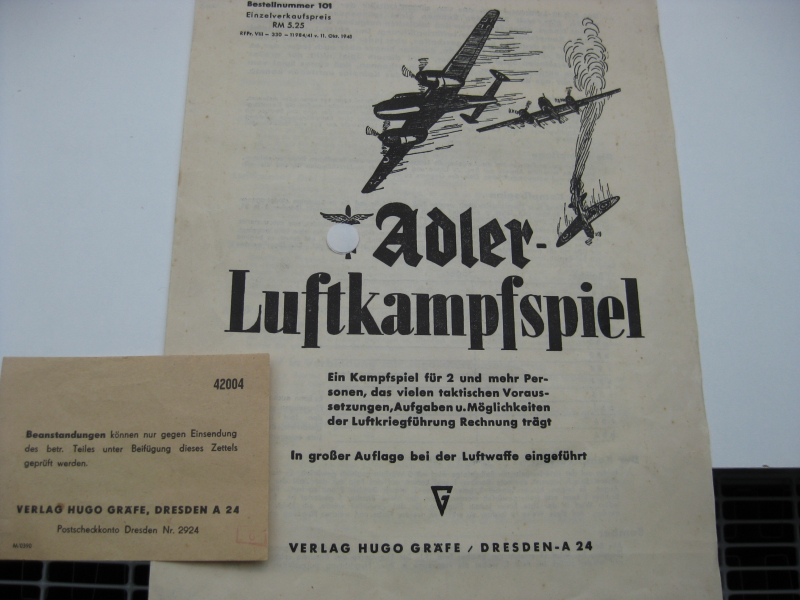 Bestellnummer 101
Einzelverkaufspreis
RM 5.25
Adler-
Luftkampfspiel
Ein Kampfspiel für 2 und mehr Per-
sonen, das vielen taktischen Voraus-
setzungen, Aufgaben u. Möglichkeiten
der Luftkriegführung Rechnung trägt
In großer Auflage bei der Luftwaffe eingeführt
G
VERLAG HUGO GRÄFE / DRESDEN-A 24
42004
Beanstandungen können nur gegen Einsendung
des betr. Teiles unter Beifügung dieses Zettels
geprüft werden.
VERLAG HUGO GRÄFE, DRESDEN A 24
Postscheckkonto Dresden Nr. 2924